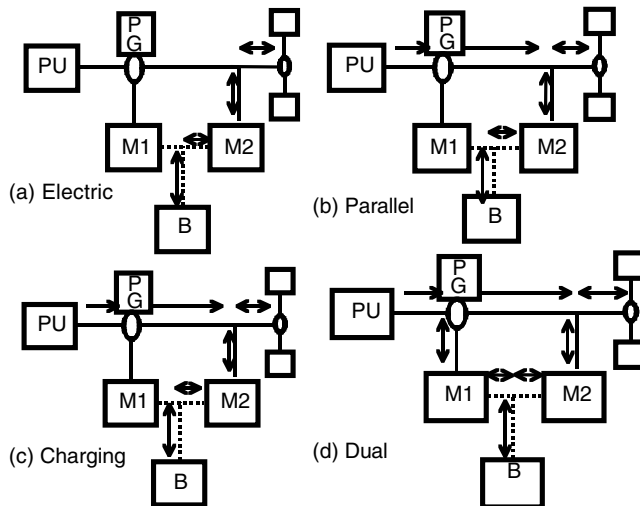 P
G
PU
M1
M2
B
(a) Electric
P
G
PU
M1
M2
B
(b) Parallel
P
G
PU
M1
M2
B
(c) Charging
P
G
PU
M1
M2
B
(d) Dual